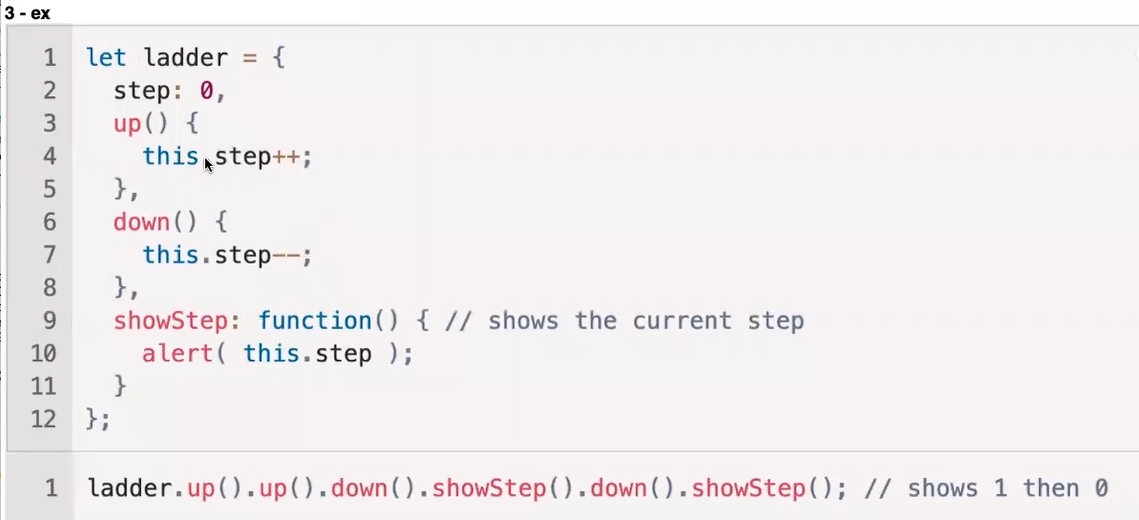 3 - ex
1 let ladder = {
2   step: 0,
3   up() {
4     this.step++;
5   },
6   down() {
7     this.step--;
8   },
9   showStep: function() { // shows the current step
10     alert( this.step );
11   }
12 };
1 ladder.up().up().down().showStep().down().showStep(); // shows 1 then 0